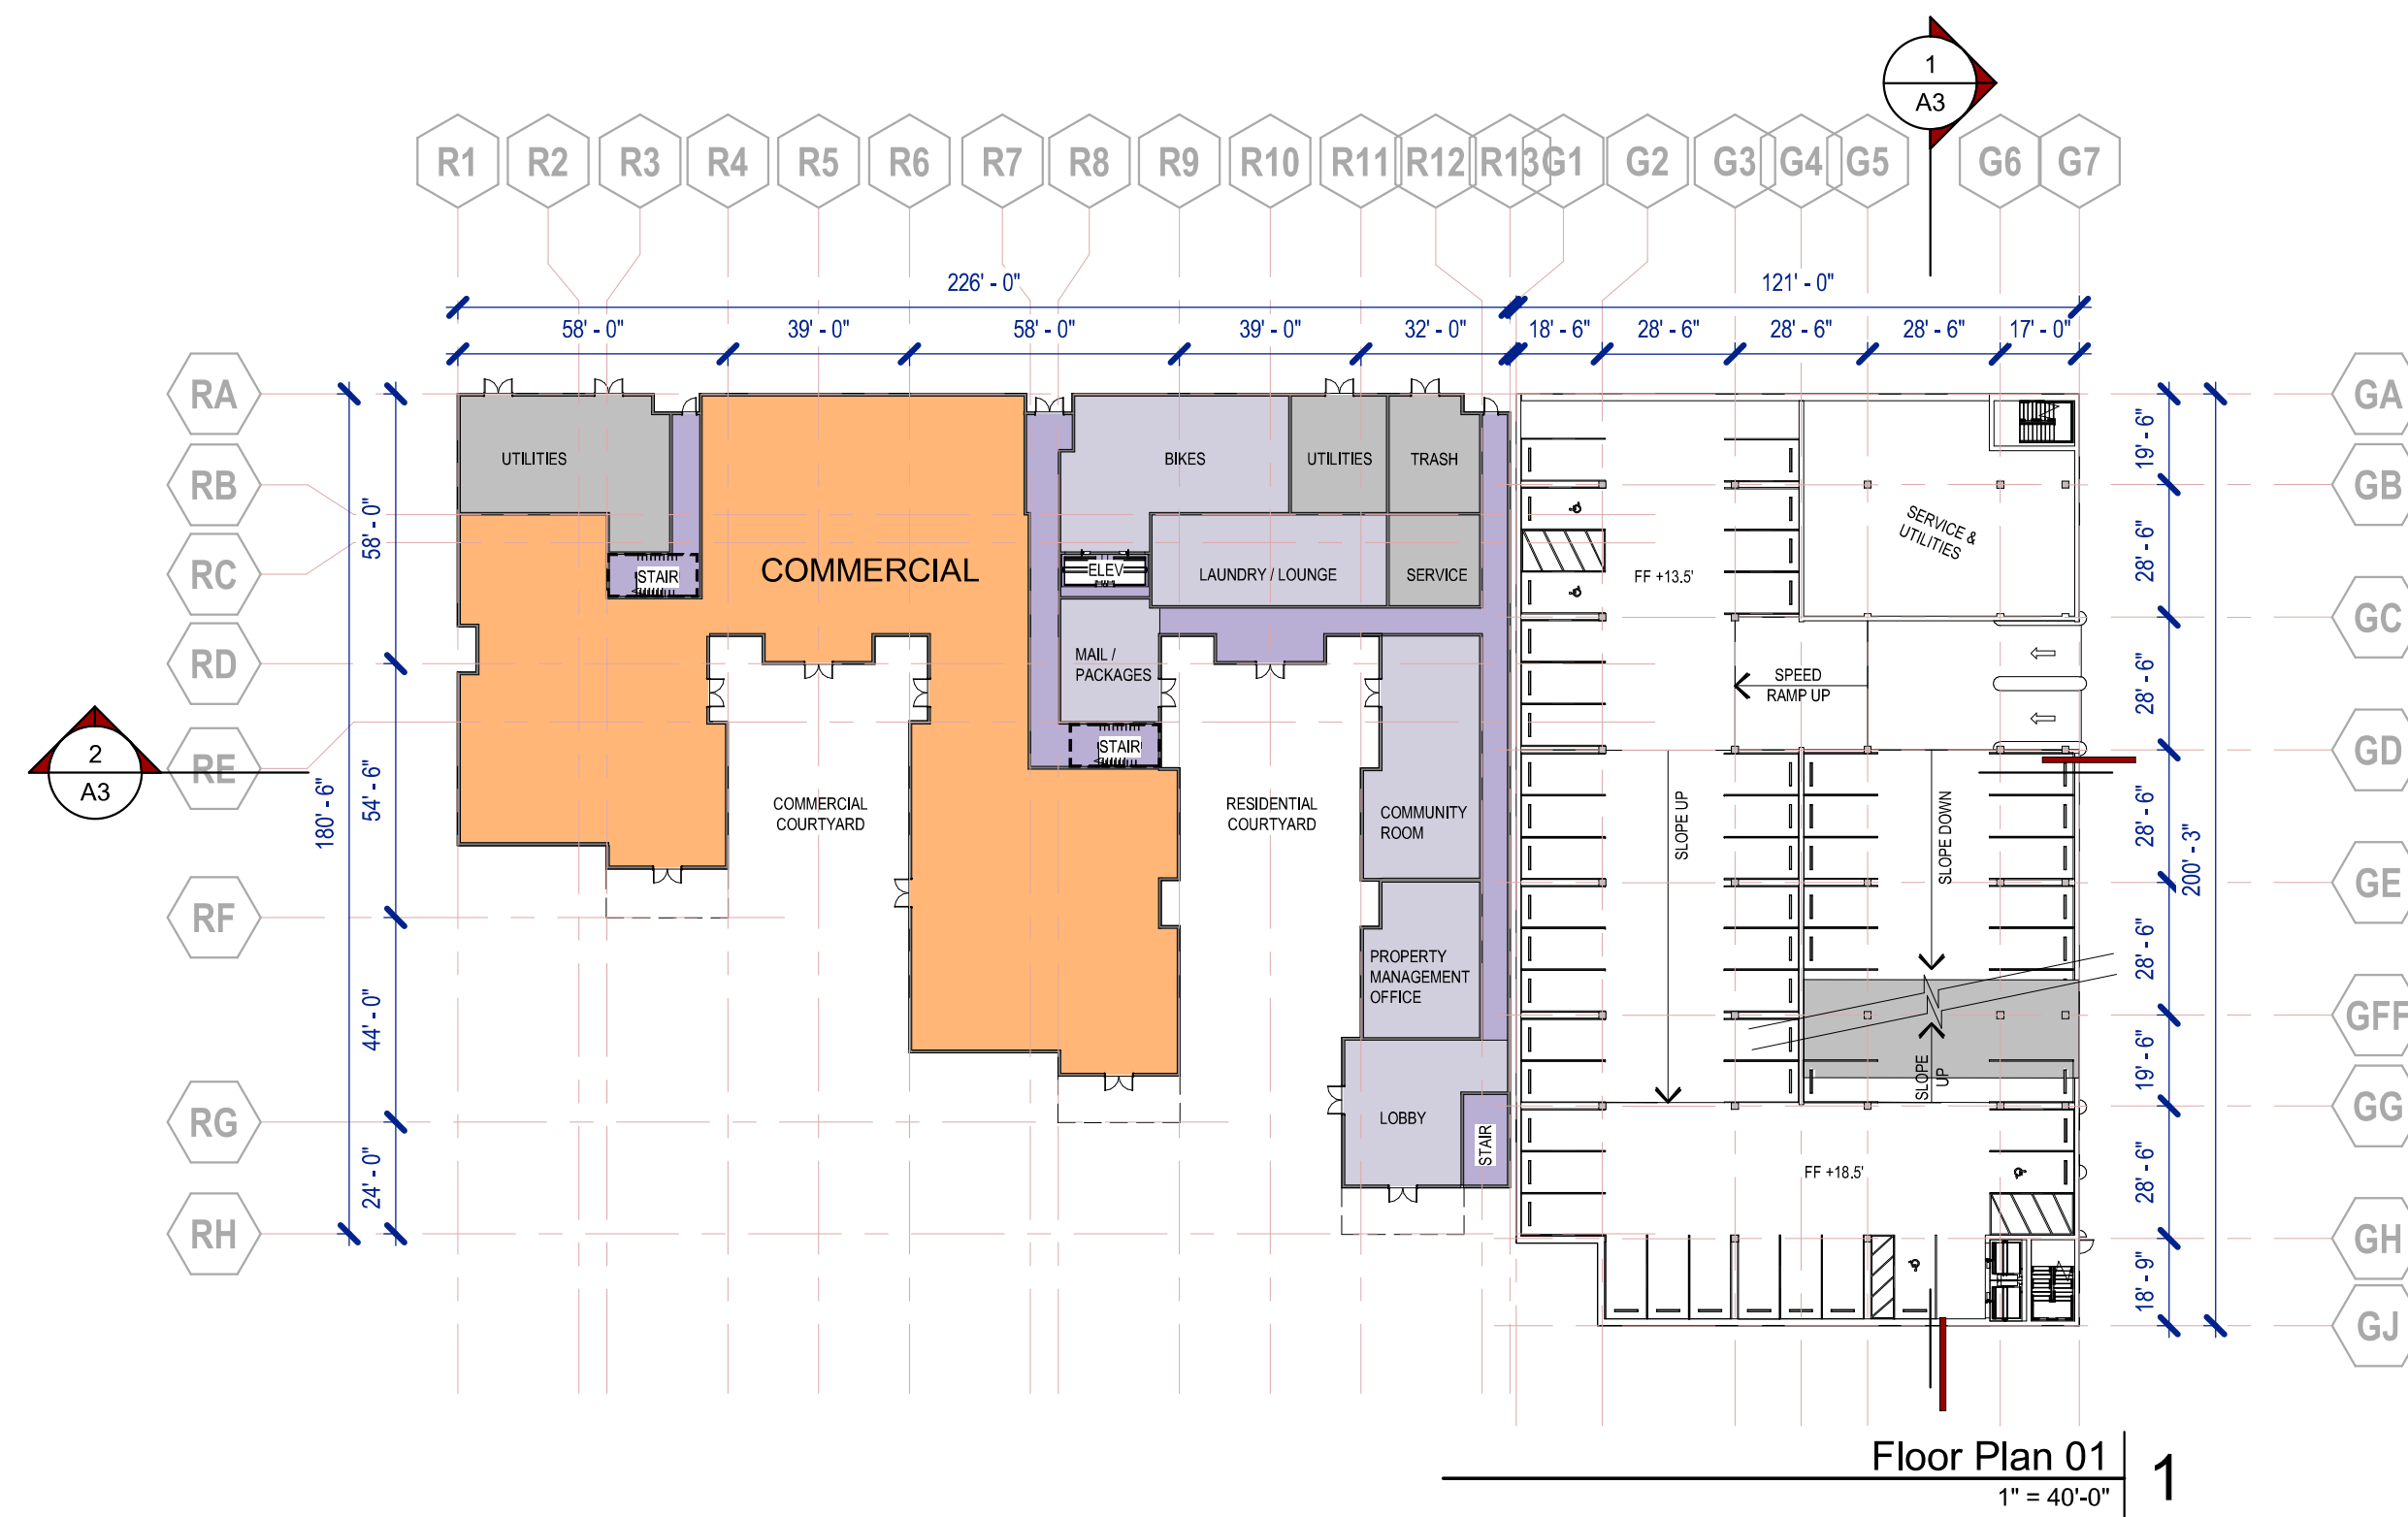 1
A3
R1 R2 R3 R4 R5 R6 R7 R8 R9 R10 R11 R12 R13 G1 G2 G3 G4 G5 G6 G7
226' - 0" 121' - 0"
58' - 0" 39' - 0" 58' - 0" 39' - 0" 32' - 0" 18' - 6" 28' - 6" 28' - 6" 28' - 6" 17' - 0"
RA
RB
RC
RD
RE
RF
RG
RH
180' - 6"
58' - 0"
54' - 6"
44' - 0"
24' - 0"
2
A3
UTILITIES
STAIR
COMMERCIAL
BIKES
UTILITIES
TRASH
ELEV
LAUNDRY / LOUNGE
SERVICE
MAIL /
PACKAGES
STAIR
COMMERCIAL
COURTYARD
RESIDENTIAL
COURTYARD
COMMUNITY
ROOM
PROPERTY
MANAGEMENT
OFFICE
LOBBY
STAIR
SERVICE &
UTILITIES
FF +13.5'
SPEED
RAMP UP
SLOPE UP
SLOPE DOWN
SLOPE
UP
FF +18.5'
19' - 6"
28' - 6"
28' - 6"
28' - 6"
28' - 6"
19' - 6"
28' - 6"
18' - 9"
200' - 3"
GA
GB
GC
GD
GE
GFF
GG
GH
GJ
Floor Plan 01
1" = 40'-0"
1